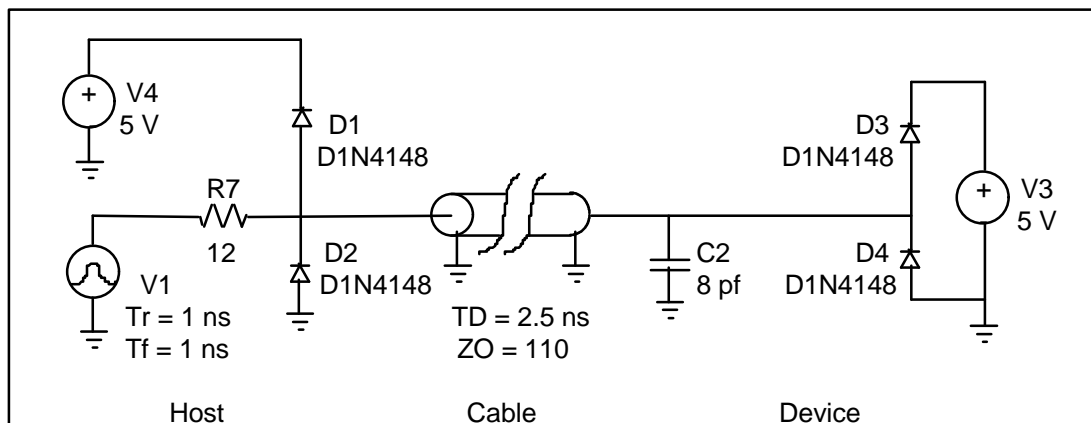 +
V4
5 V
D1
D1N4148
R7
12
V1
Tr = 1 ns
Tf = 1 ns
D2
D1N4148
TD = 2.5 ns
ZO = 110
C2
8 pf
D3
D1N4148
D4
D1N4148
+
V3
5 V
Host
Cable
Device